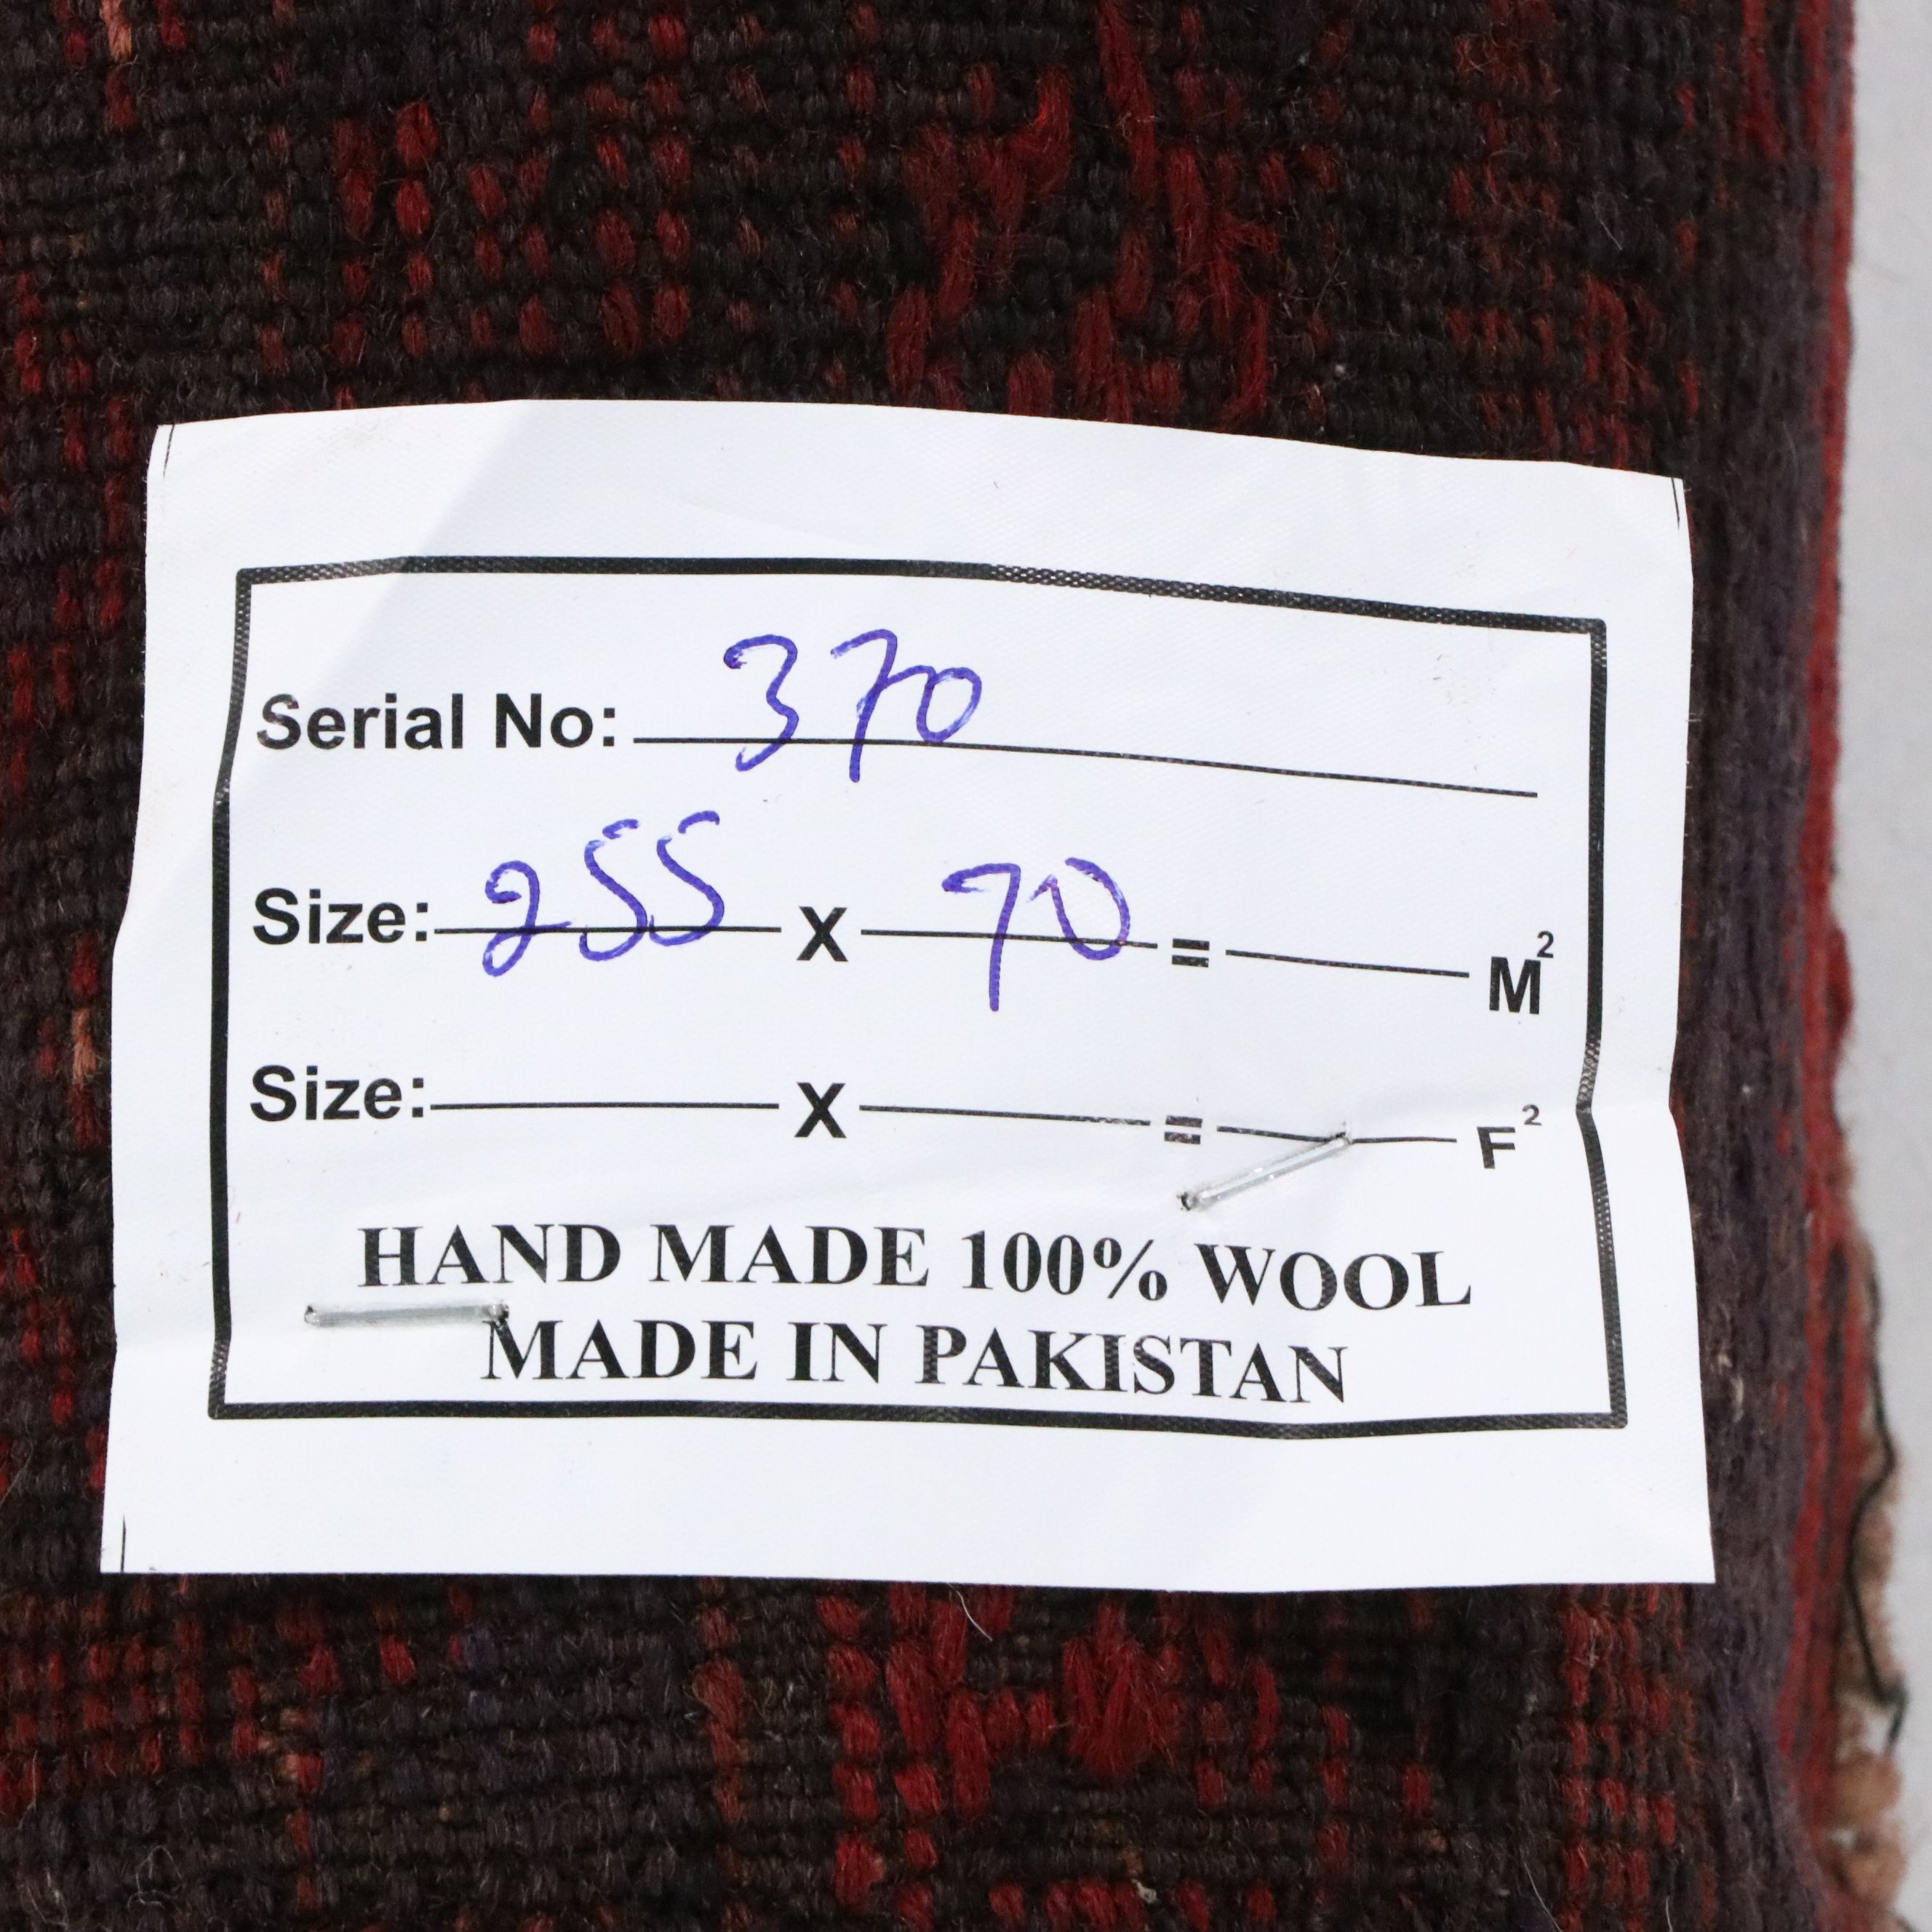 Serial No: 370
Size: 255 X 70 = M²
Size: X = F²
HAND MADE 100% WOOL
MADE IN PAKISTAN